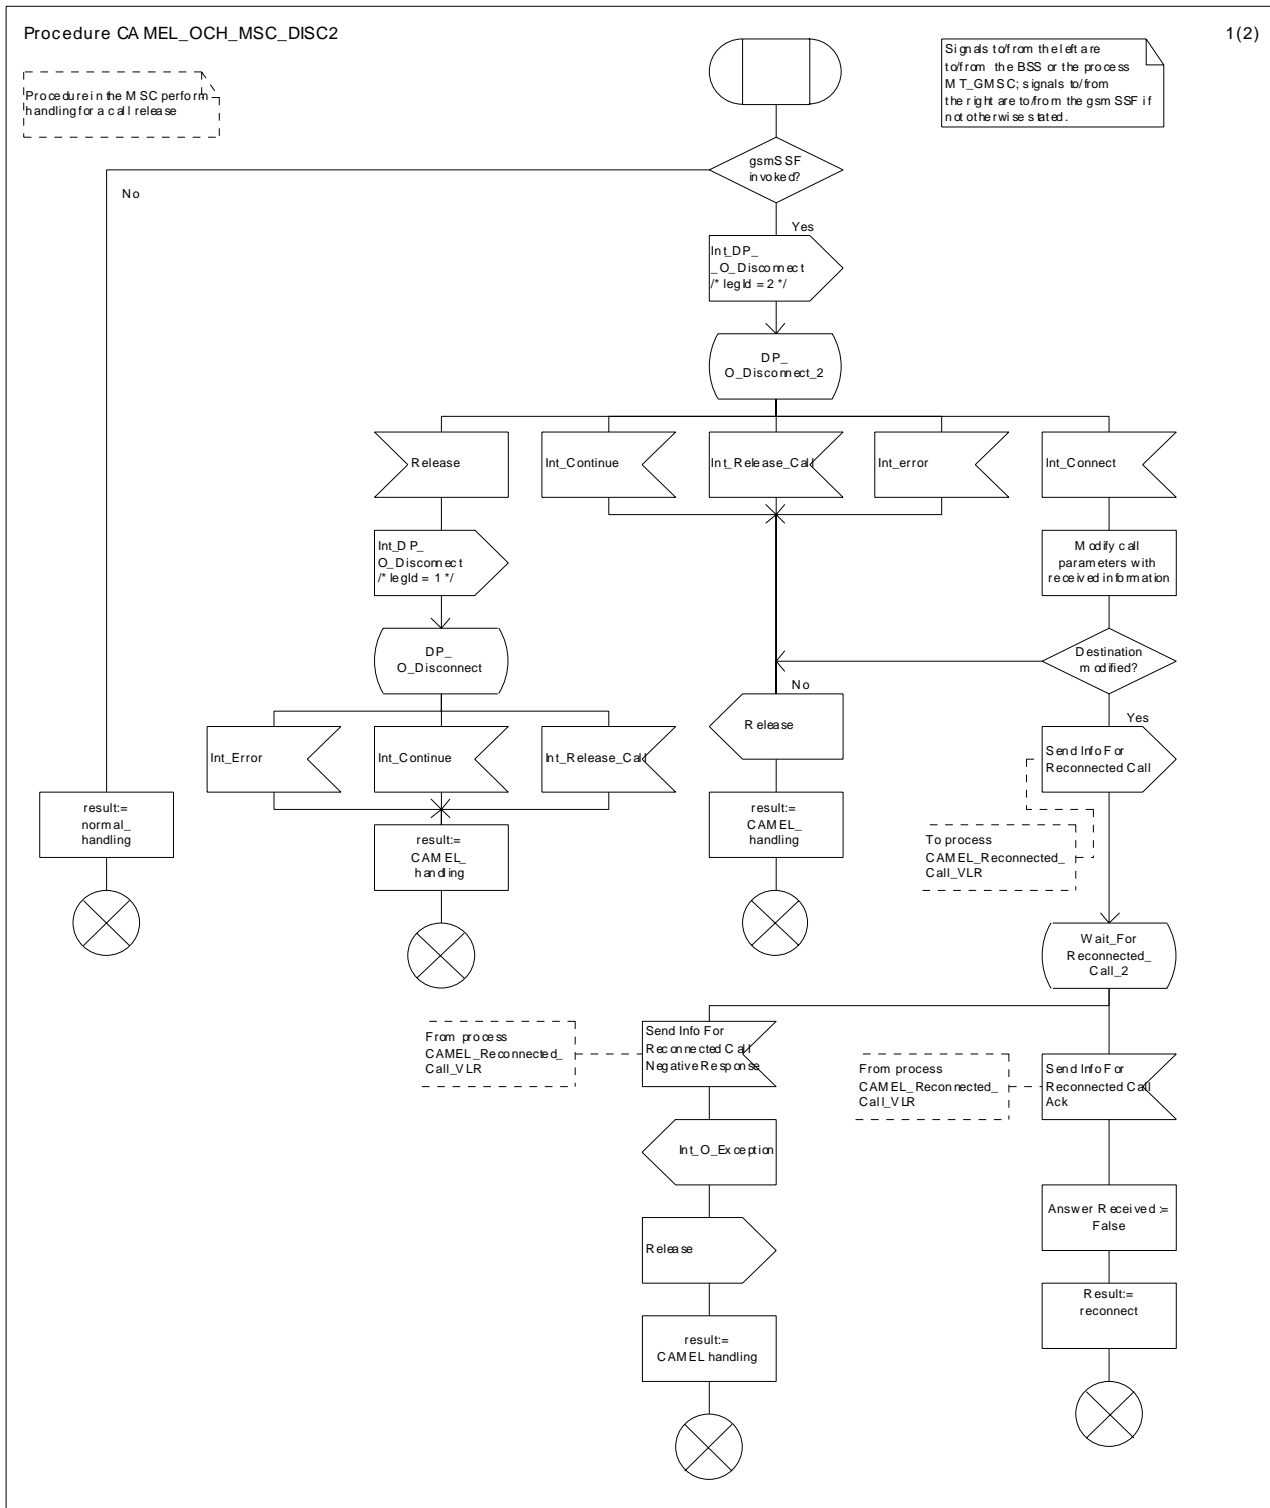 Procedure CAMEL_OCH_MSC_DISC2
1(2)
Procedure in the MSC perform
handling for a call release
Signals to/from the left are
to/from the BSS or the process
MT_GMSC; signals to/from
the right are to/from the gsmSSF if
not otherwise stated.
gsmSSF
invoked?
No
Yes
Int_DP_
_O_Disconnect
/* legId = 2 */
DP_
O_Disconnect_2
Release
Int_Continue
Int_Release_Call
Int_error
Int_Connect
Int_DP_
O_Disconnect
/* legId = 1 */
Modify call
parameters with
received information
DP_
O_Disconnect
Destination
modified?
No
Yes
Int_Error
Int_Continue
Int_Release_Call
Release
Send Info For
Reconnected Call
result:=
normal_
handling
result:=
CAMEL_
handling
result:=
CAMEL_
handling
To process
CAMEL_Reconnected_
Call_VLR
Wait_For
Reconnected_
Call_2
From process
CAMEL_Reconnected_
Call_VLR
Send Info For
Reconnected Call
Negative Response
From process
CAMEL_Reconnected_
Call_VLR
Send Info For
Reconnected Call
Ack
Int_O_Exception
Answer Received :=
False
Release
Result:=
reconnect
result:=
CAMEL handling